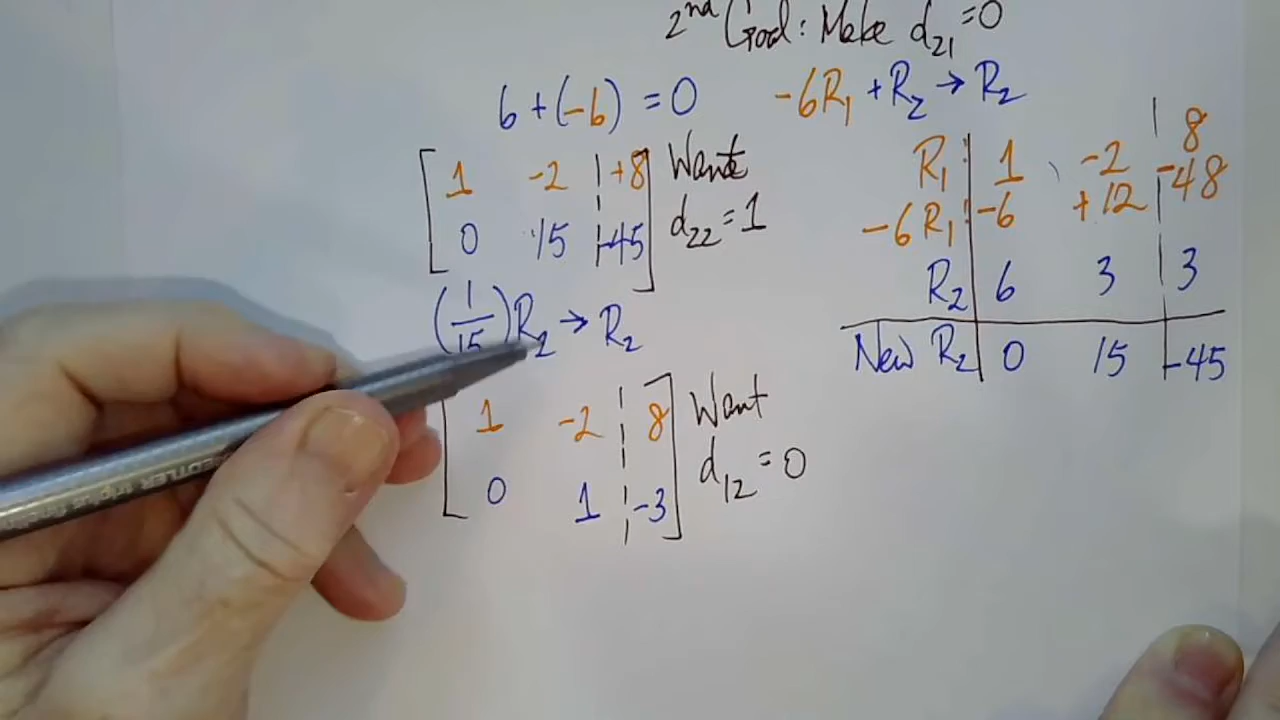 2nd Goal: Make d21 = 0
6 + (-6) = 0
-6R1 + R2 → R2
[ 1 -2 | +8 ]
[ 0 15 | -45 ]
Want
d22 = 1
(1/15) R2 → R2
[ 1 -2 | 8 ]
[ 0 1 | -3 ]
Want
d12 = 0
R1: 1 -2 | 8
-6R1: -6 +12 | -48
R2 6 3 | 3
New R2 0 15 | -45
STAEDTLER triplus